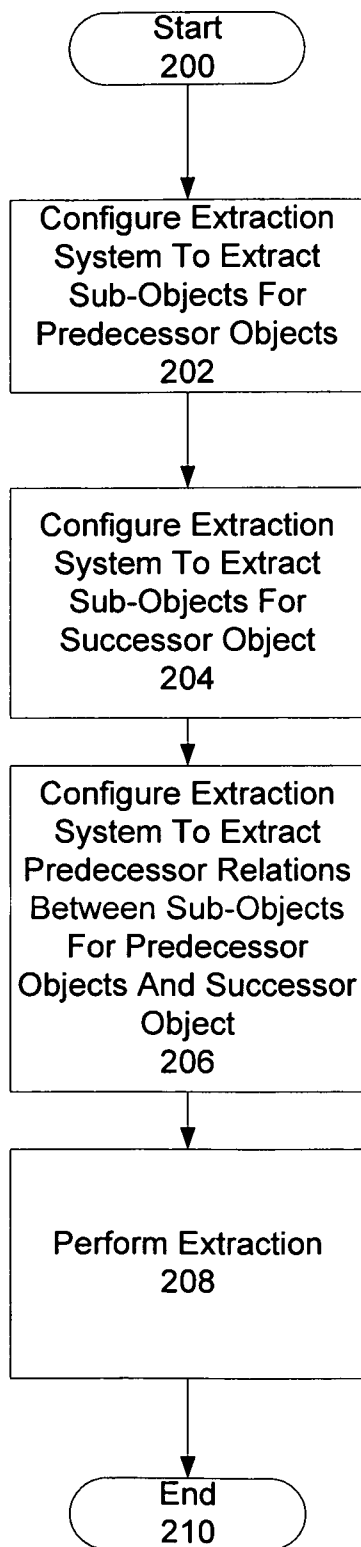 Start
200
Configure Extraction
System To Extract
Sub-Objects For
Predecessor Objects
202
Configure Extraction
System To Extract
Sub-Objects For
Successor Object
204
Configure Extraction
System To Extract
Predecessor Relations
Between Sub-Objects
For Predecessor
Objects And Successor
Object
206
Perform Extraction
208
End
210